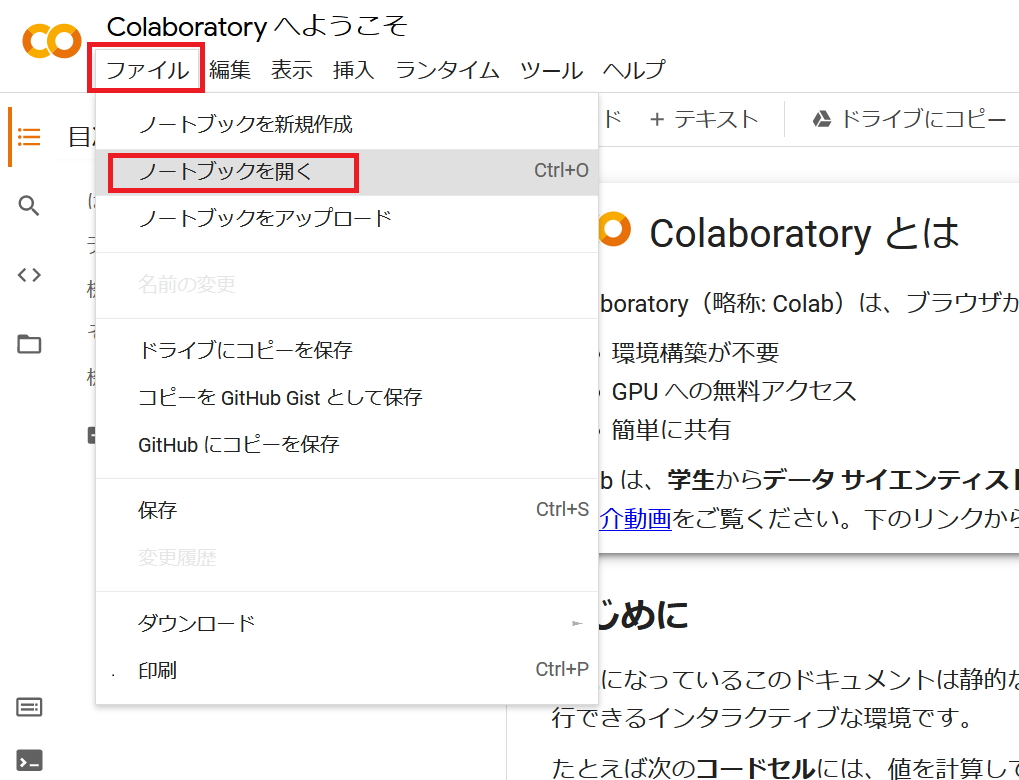 Colaboratory へようこそ
ファイル 編集 表示 挿入 ランタイム ツール ヘルプ
ド + テキスト ドライブにコピー
目
ノートブックを新規作成
ノートブックを開く Ctrl+O
ノートブックをアップロード
名前の変更
ドライブにコピーを保存
コピーを GitHub Gist として保存
GitHub にコピーを保存
保存 Ctrl+S
変更履歴
ダウンロード
印刷 Ctrl+P
Colaboratory とは
boratory（略称: Colab）は、ブラウザか
環境構築が不要
GPU への無料アクセス
簡単に共有
b は、学生からデータ サイエンティスト
介動画をご覧ください。下のリンクから
じめに
になっているこのドキュメントは静的な
行できるインタラクティブな環境です。
たとえば次のコードセルには、値を計算して